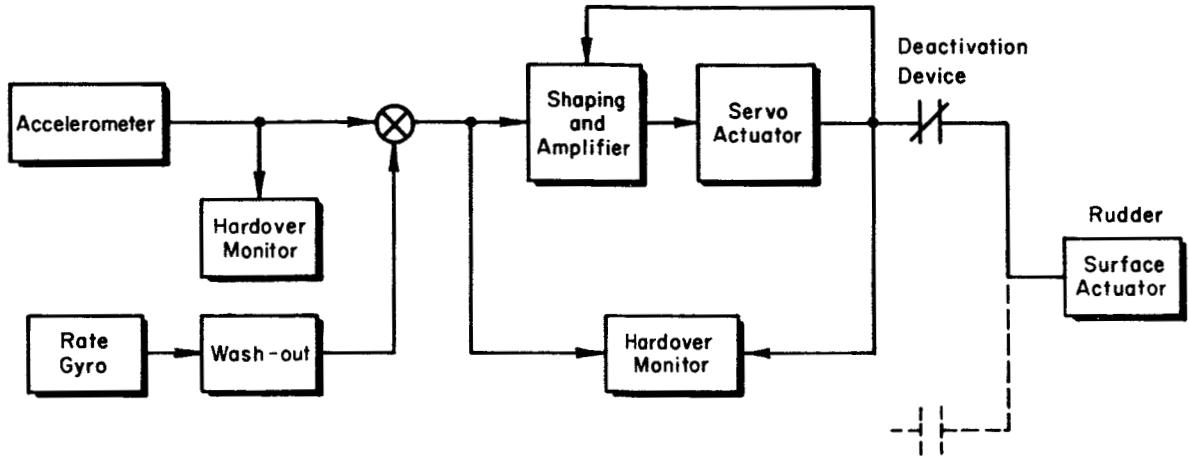 Deactivation
Device
Accelerometer
Shaping
and
Amplifier
Servo
Actuator
Hardover
Monitor
Rudder
Surface
Actuator
Rate
Gyro
Wash-out
Hardover
Monitor